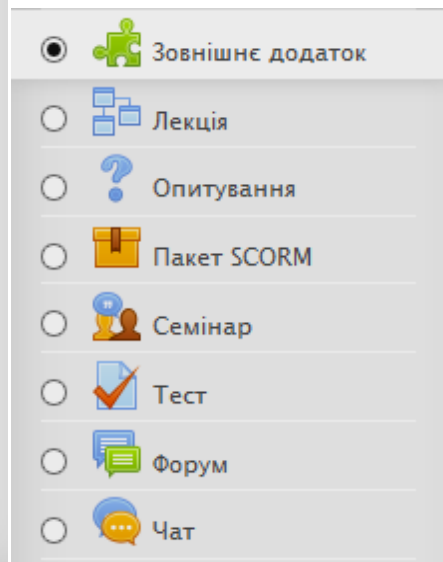 Зовнішнє додаток
Лекція
Опитування
Пакет SCORM
Семінар
Тест
Форум
Чат